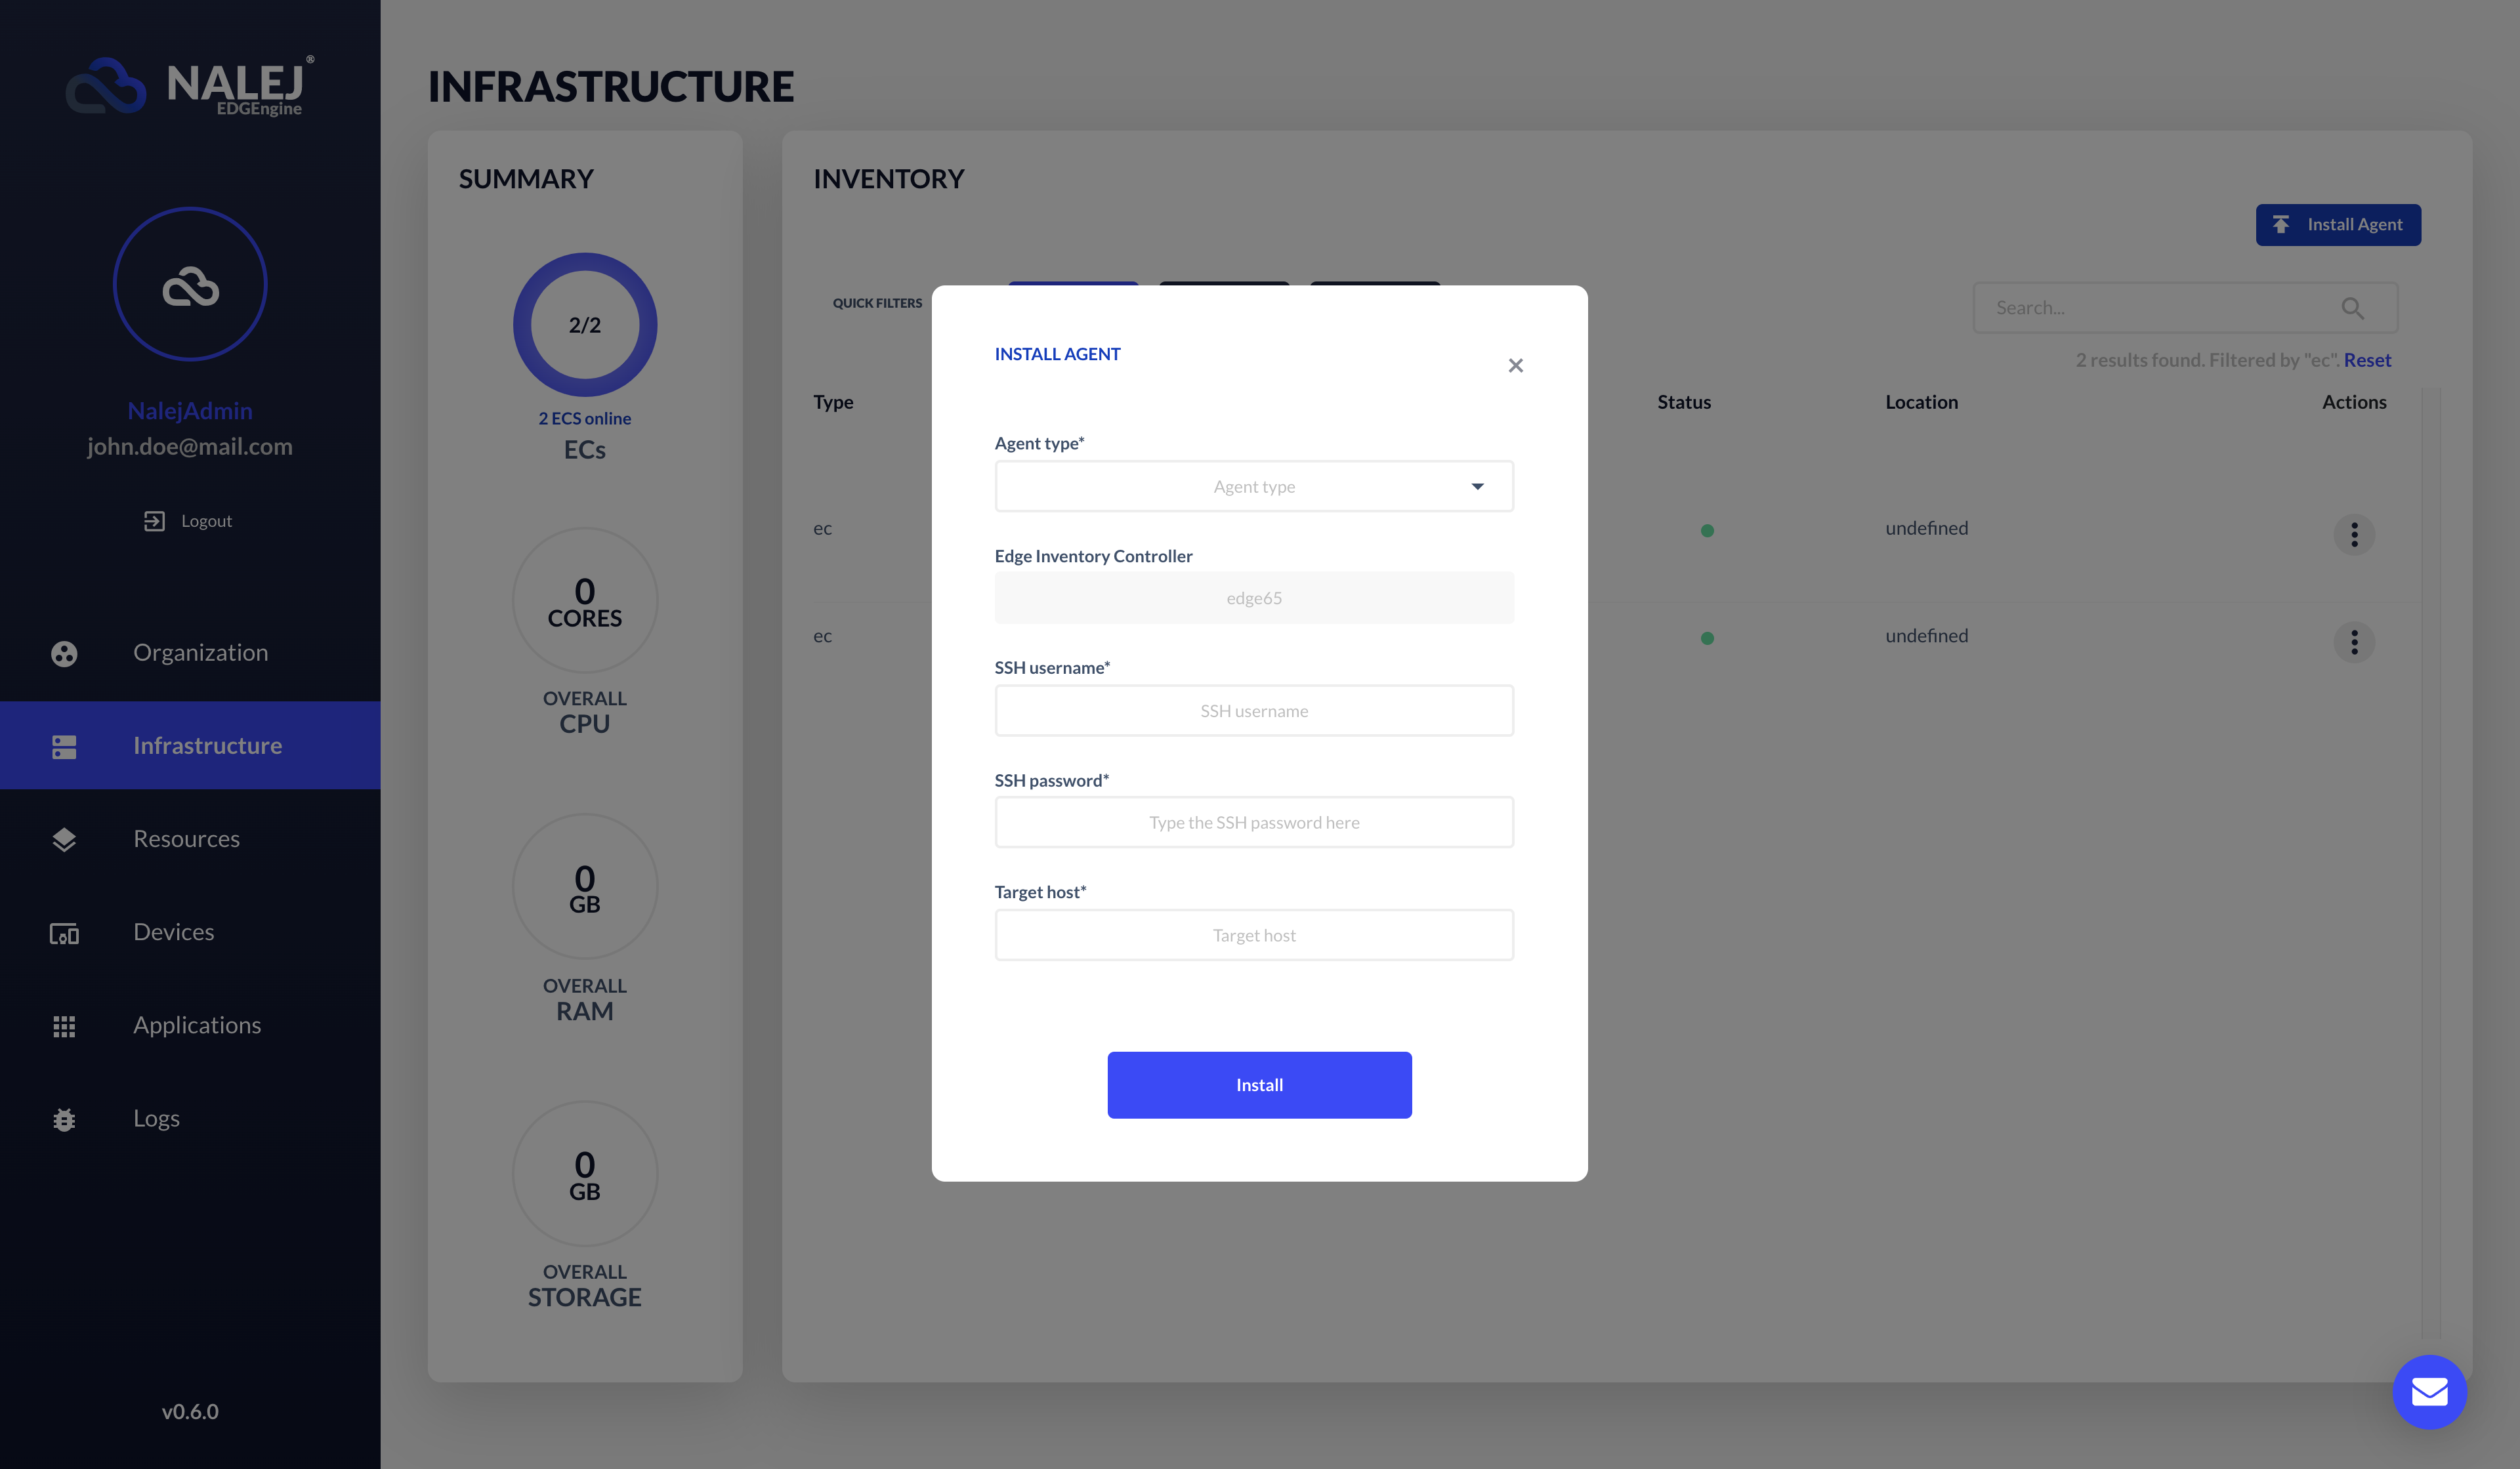 NALEJ®
EDGEngine
NalejAdmin
john.doe@mail.com
Logout
Organization
Infrastructure
Resources
Devices
Applications
Logs
v0.6.0
INFRASTRUCTURE
SUMMARY
2/2
2 ECS online
ECs
0
CORES
OVERALL
CPU
0
GB
OVERALL
RAM
0
GB
OVERALL
STORAGE
INVENTORY
Install Agent
QUICK FILTERS
Search...
2 results found. Filtered by "ec". Reset
Type Status Location Actions
ec undefined
ec undefined
INSTALL AGENT
Agent type*
Agent type
Edge Inventory Controller
edge65
SSH username*
SSH username
SSH password*
Type the SSH password here
Target host*
Target host
Install